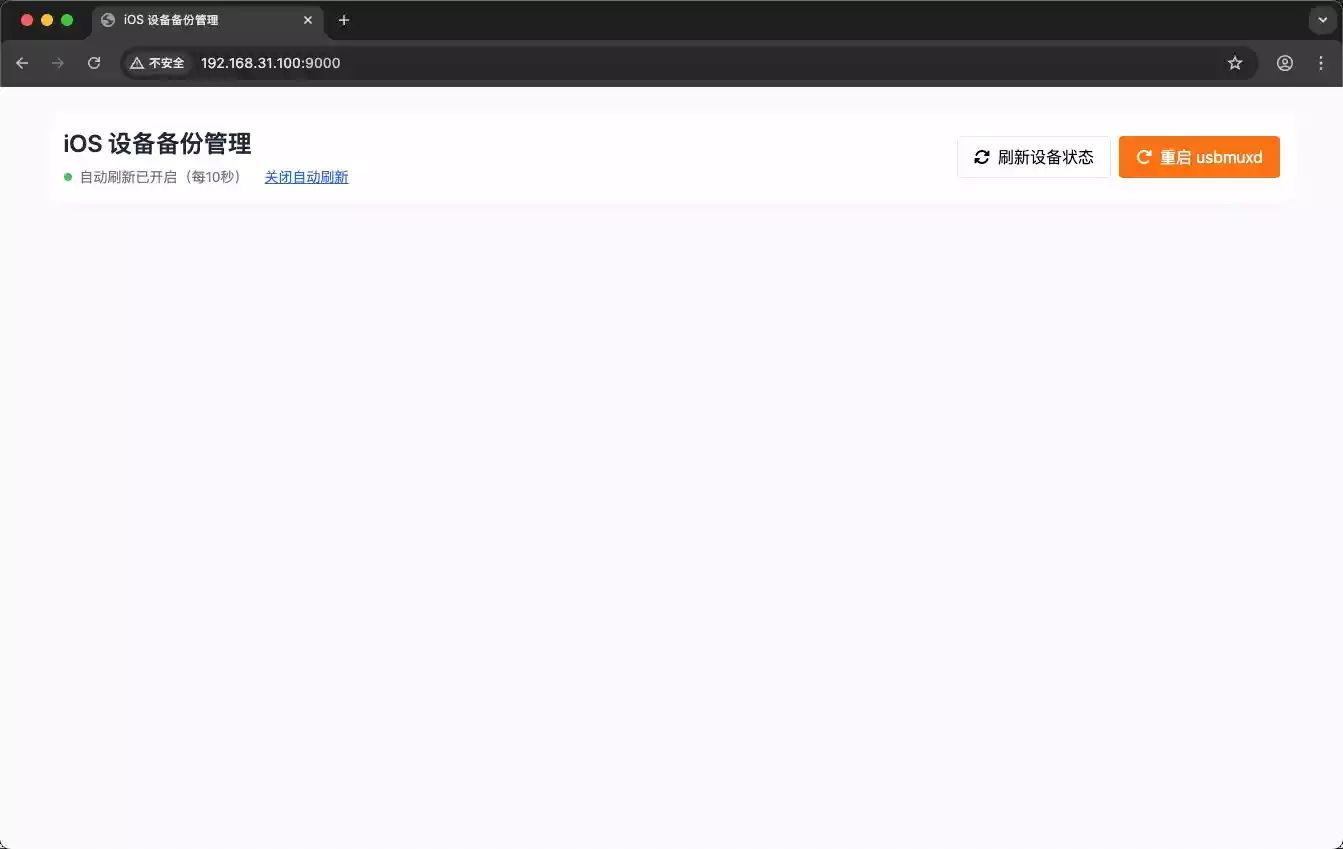 iOS 设备备份管理
不安全
192.168.31.100:9000
iOS 设备备份管理
自动刷新已开启（每10秒） 关闭自动刷新
刷新设备状态
重启 usbmuxd